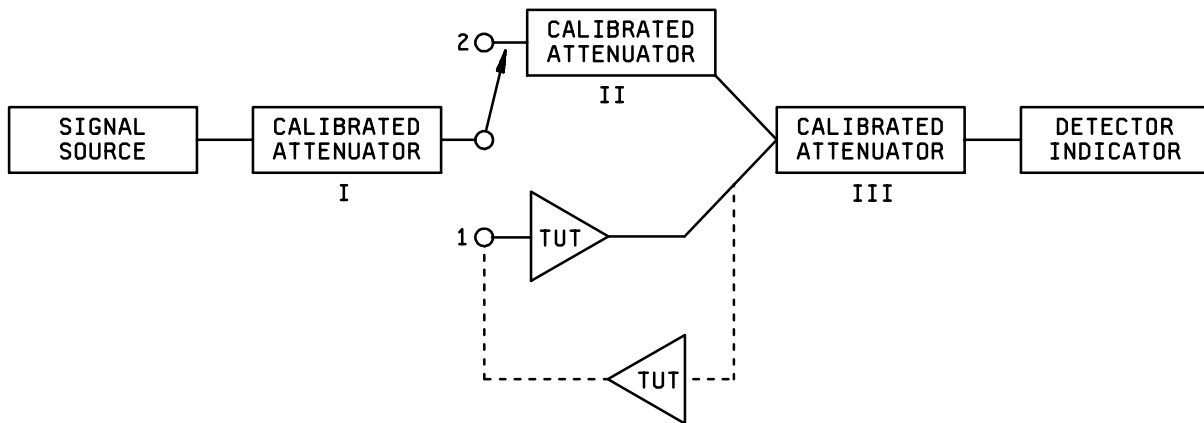 2
CALIBRATED
ATTENUATOR
II
SIGNAL
SOURCE
CALIBRATED
ATTENUATOR
I
CALIBRATED
ATTENUATOR
III
DETECTOR
INDICATOR
1
TUT
TUT